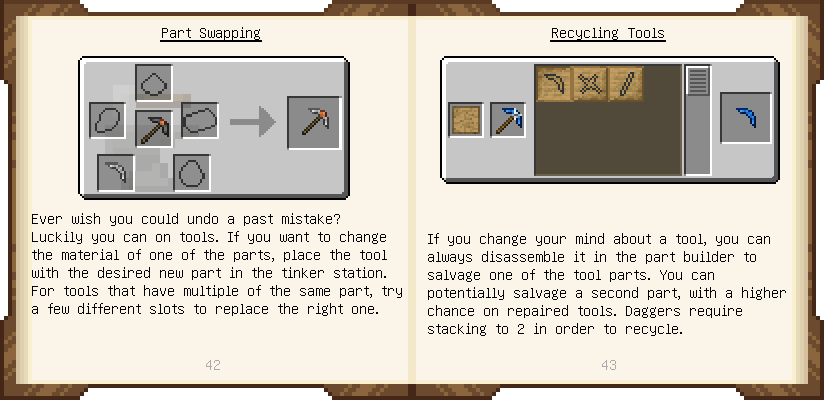 Part Swapping
Ever wish you could undo a past mistake?
Luckily you can on tools. If you want to change
the material of one of the parts, place the tool
with the desired new part in the tinker station.
For tools that have multiple of the same part, try
a few different slots to replace the right one.
42
Recycling Tools
If you change your mind about a tool, you can
always disassemble it in the part builder to
salvage one of the tool parts. You can
potentially salvage a second part, with a higher
chance on repaired tools. Daggers require
stacking to 2 in order to recycle.
43